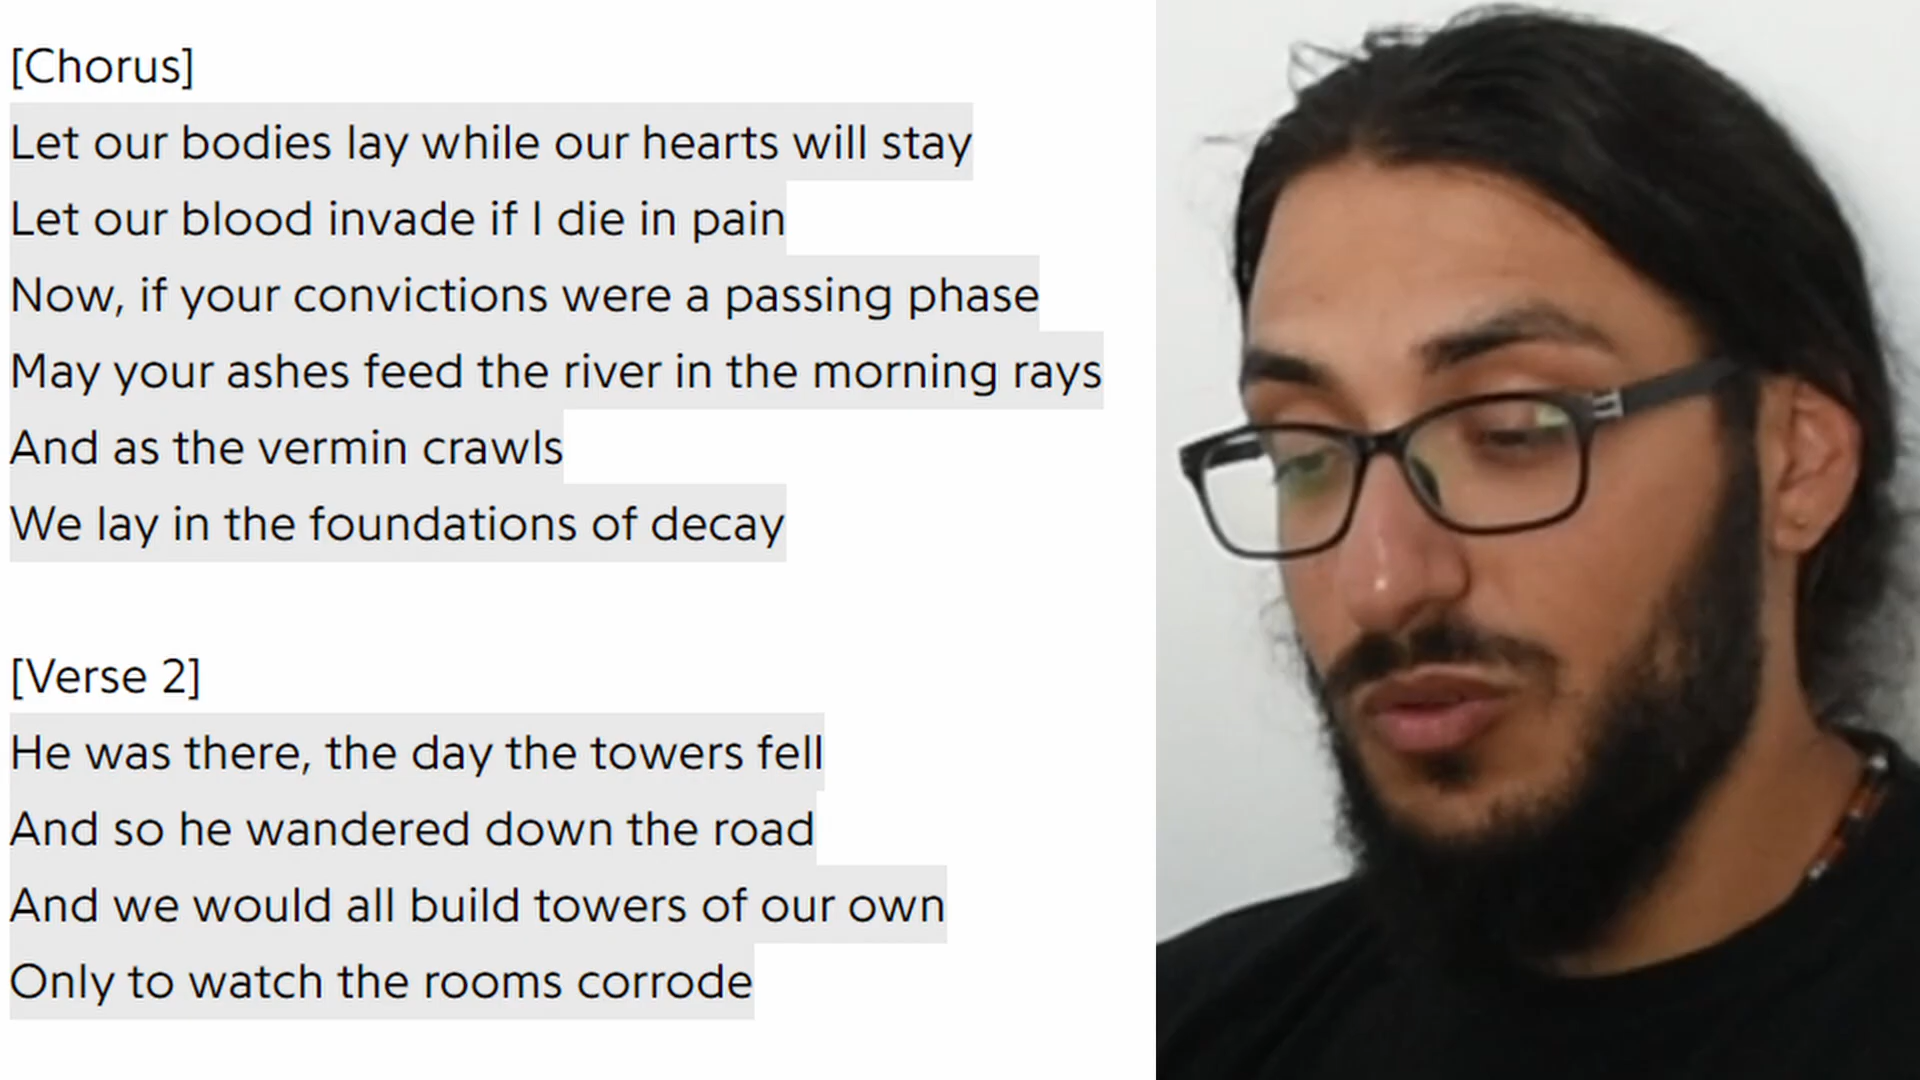 [Chorus]
Let our bodies lay while our hearts will stay
Let our blood invade if I die in pain
Now, if your convictions were a passing phase
May your ashes feed the river in the morning rays
And as the vermin crawls
We lay in the foundations of decay
[Verse 2]
He was there, the day the towers fell
And so he wandered down the road
And we would all build towers of our own
Only to watch the rooms corrode